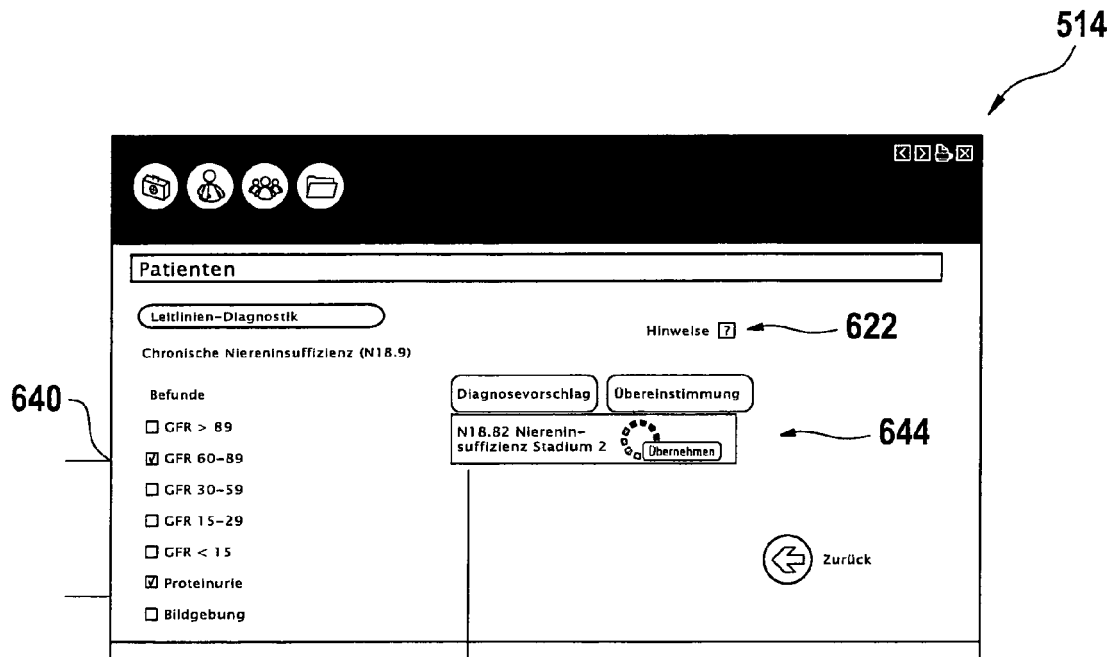 514
Patienten
Leitlinien-Diagnostik
Hinweise ?
622
Chronische Niereninsuffizienz (N18.9)
640
Befunde
Diagnosevorschlag
Übereinstimmung
GFR > 89
N18.82 Nierenin-
suffizienz Stadium 2
Übernehmen
644
GFR 60-89
GFR 30-59
GFR 15-29
GFR < 15
Zurück
Proteinurie
Bildgebung